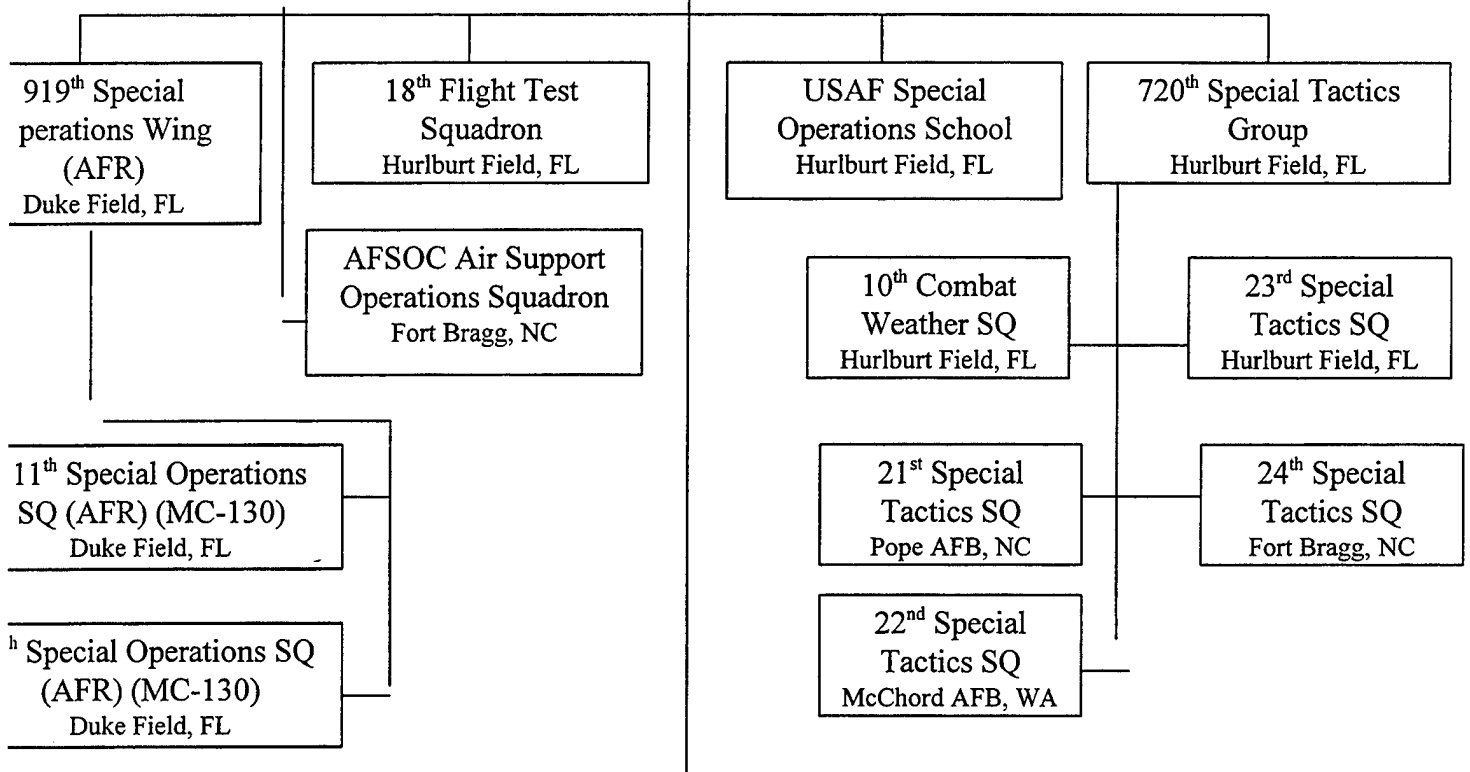 919th Special
perations Wing
(AFR)
Duke Field, FL
18th Flight Test
Squadron
Hurlburt Field, FL
USAF Special
Operations School
Hurlburt Field, FL
720th Special Tactics
Group
Hurlburt Field, FL
AFSOC Air Support
Operations Squadron
Fort Bragg, NC
10th Combat
Weather SQ
Hurlburt Field, FL
23rd Special
Tactics SQ
Hurlburt Field, FL
11th Special Operations
SQ (AFR) (MC-130)
Duke Field, FL
21st Special
Tactics SQ
Pope AFB, NC
24th Special
Tactics SQ
Fort Bragg, NC
h Special Operations SQ
(AFR) (MC-130)
Duke Field, FL
22nd Special
Tactics SQ
McChord AFB, WA